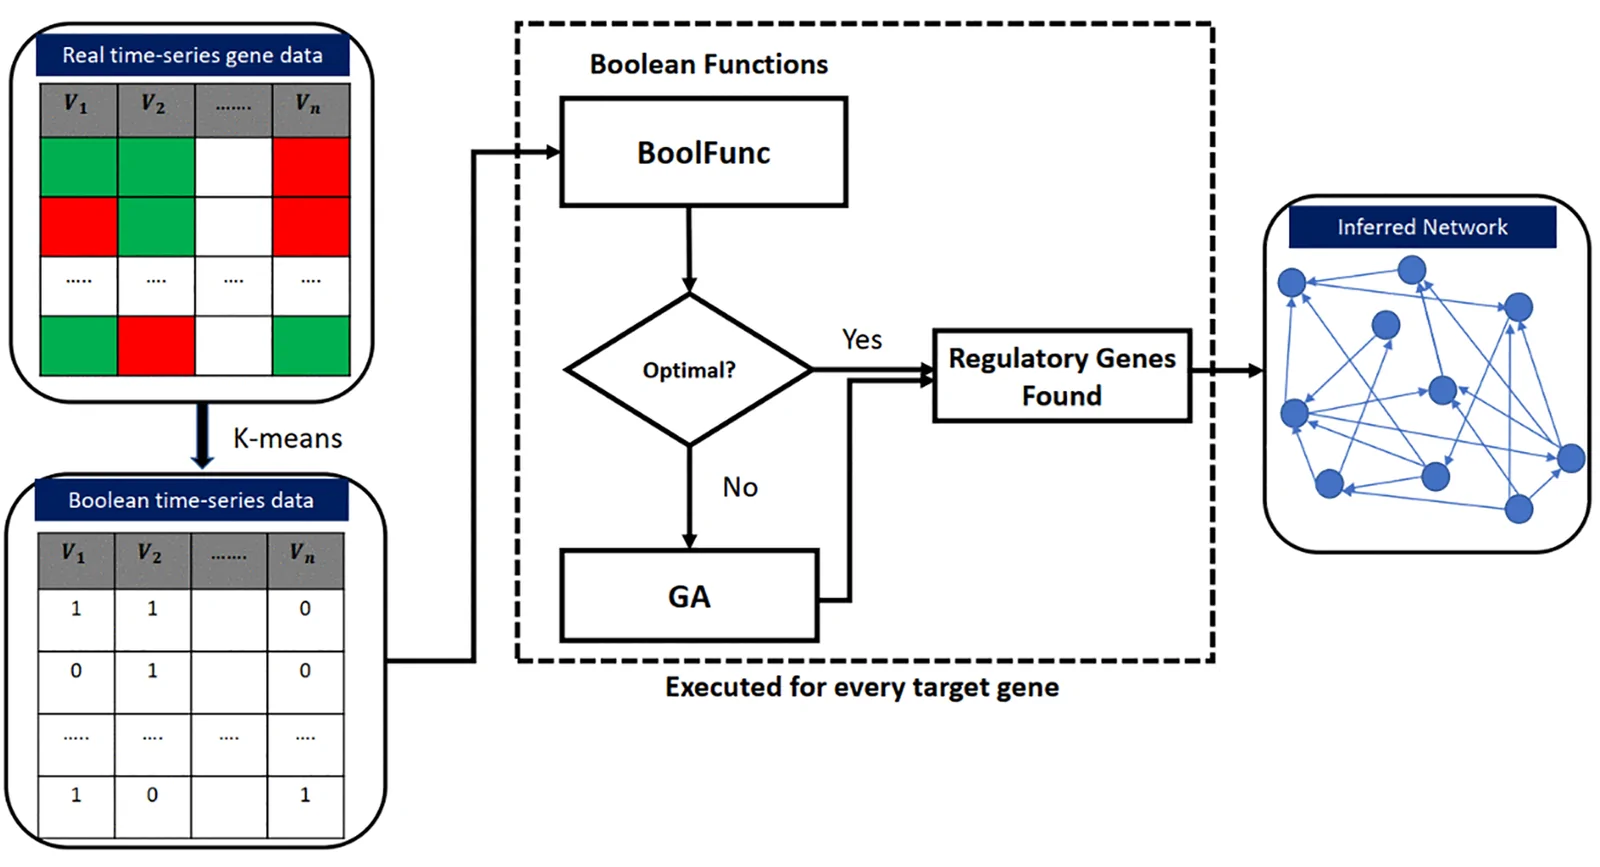 Real time-series gene data
V1 V2 ....... Vn
..... .... .... ....
K-means
Boolean time-series data
V1 V2 ....... Vn
1 1 0
0 1 0
..... .... .... ....
1 0 1
Boolean Functions
BoolFunc
Optimal?
Yes
No
GA
Regulatory Genes
Found
Executed for every target gene
Inferred Network